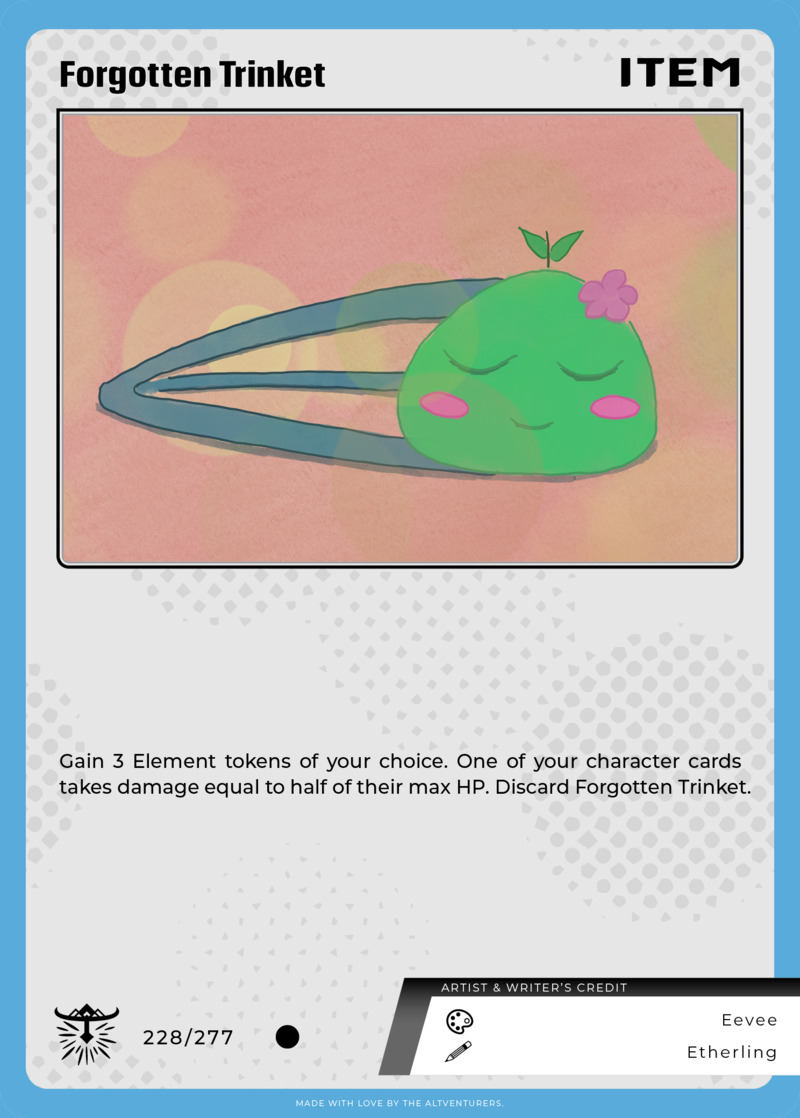 Forgotten Trinket
ITEM
Gain 3 Element tokens of your choice. One of your character cards
takes damage equal to half of their max HP. Discard Forgotten Trinket.
ARTIST & WRITER'S CREDIT
228/277
Eevee
Etherling
MADE WITH LOVE BY THE ALTVENTURERS.